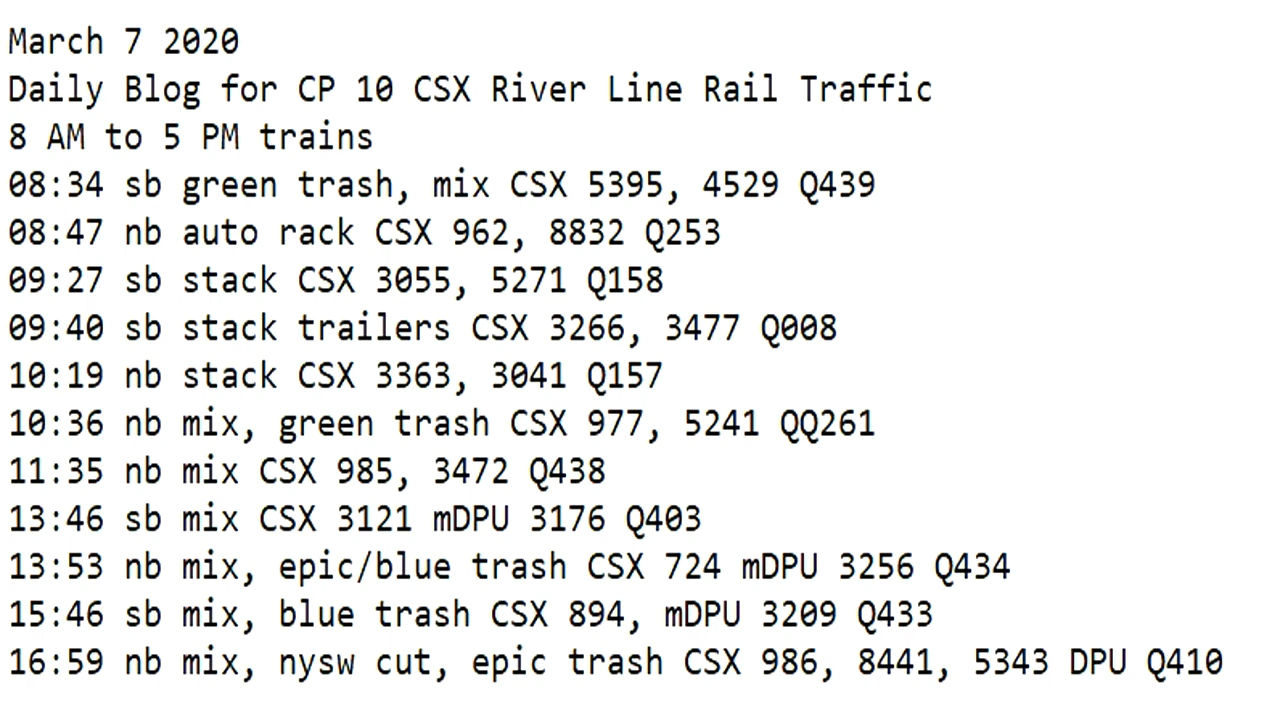 March 7 2020
Daily Blog for CP 10 CSX River Line Rail Traffic
8 AM to 5 PM trains
08:34 sb green trash, mix CSX 5395, 4529 Q439
08:47 nb auto rack CSX 962, 8832 Q253
09:27 sb stack CSX 3055, 5271 Q158
09:40 sb stack trailers CSX 3266, 3477 Q008
10:19 nb stack CSX 3363, 3041 Q157
10:36 nb mix, green trash CSX 977, 5241 QQ261
11:35 nb mix CSX 985, 3472 Q438
13:46 sb mix CSX 3121 mDPU 3176 Q403
13:53 nb mix, epic/blue trash CSX 724 mDPU 3256 Q434
15:46 sb mix, blue trash CSX 894, mDPU 3209 Q433
16:59 nb mix, nysw cut, epic trash CSX 986, 8441, 5343 DPU Q410